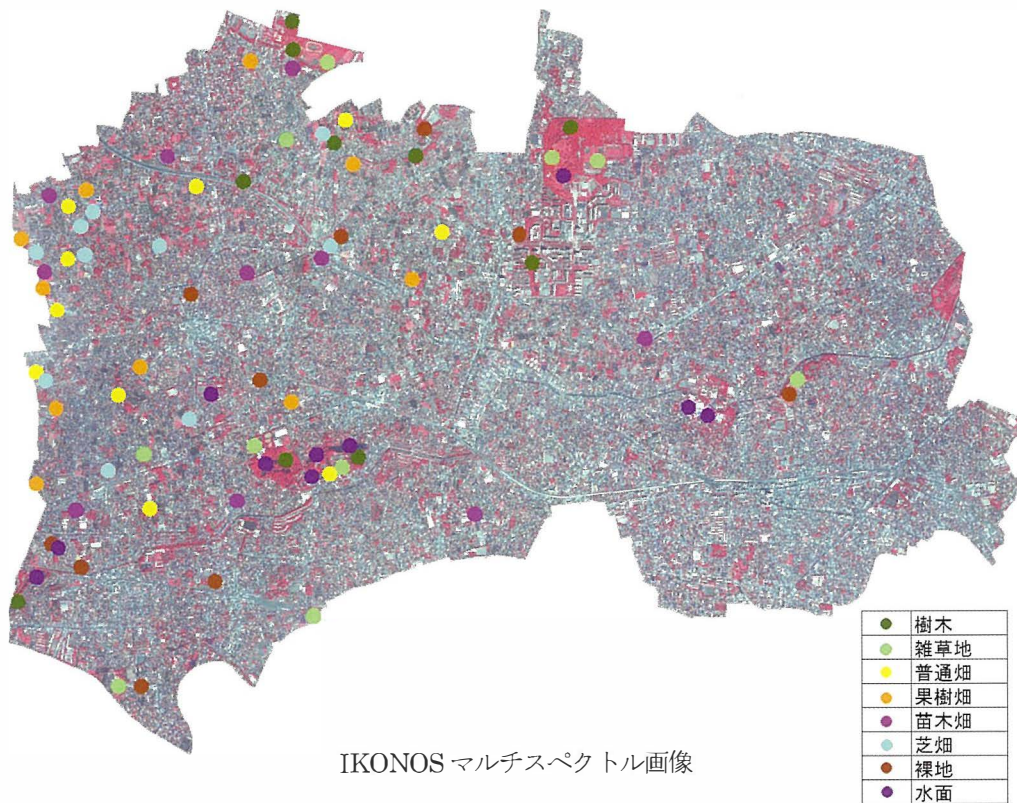 IKONOS マルチスペクトル画像
樹木
雑草地
普通畑
果樹畑
苗木畑
芝畑
裸地
水面